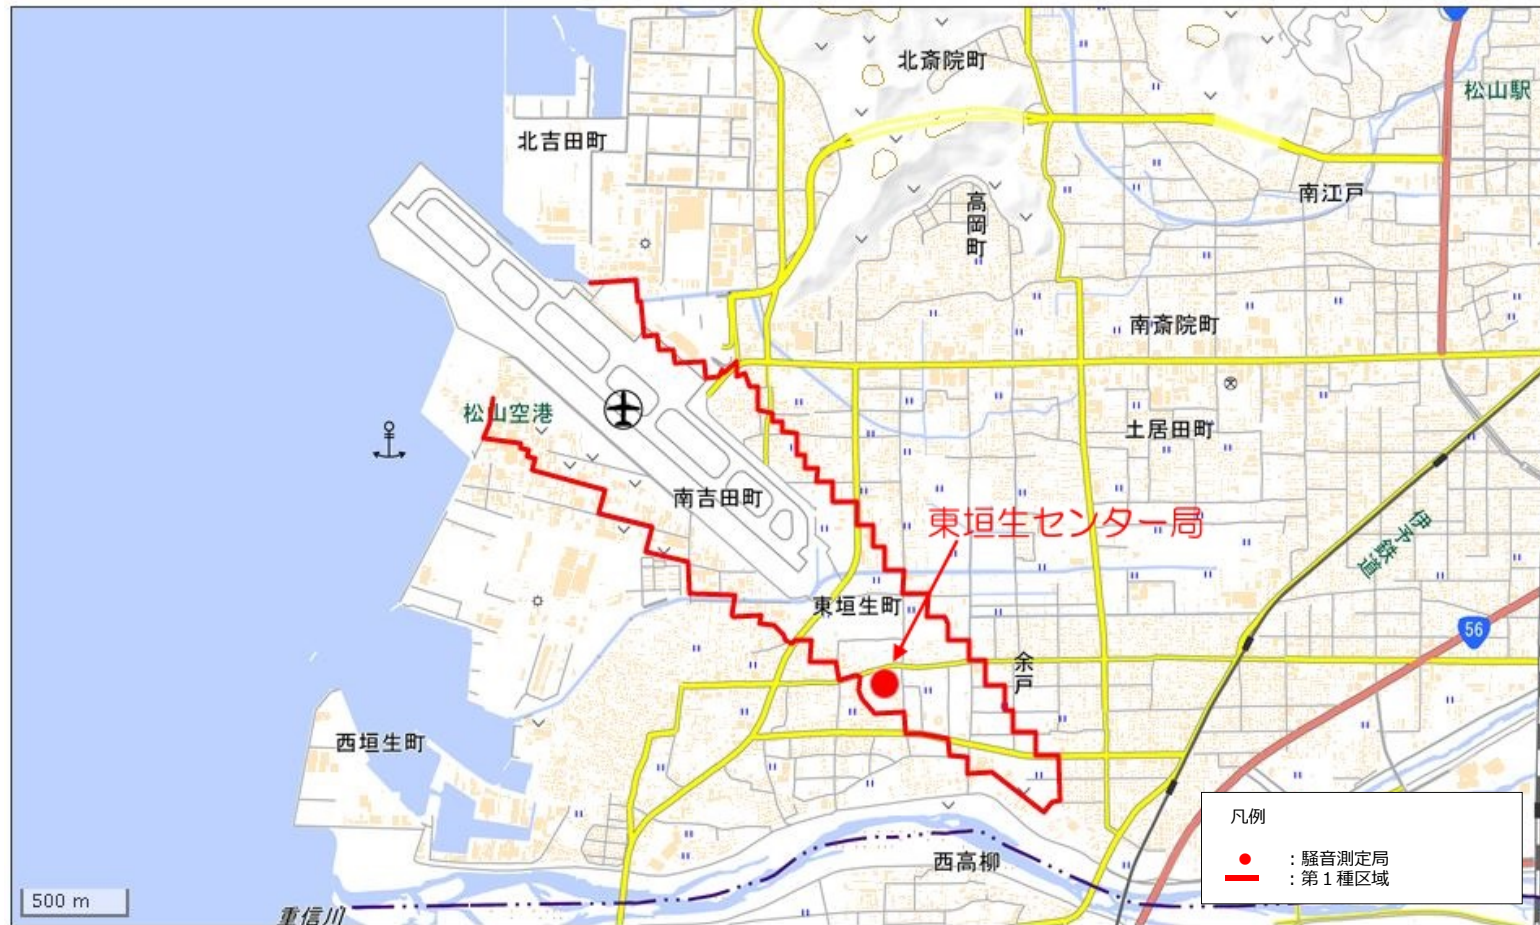 北斎院町
松山駅
北吉田町
南江戸
高岡町
南斎院町
松山空港
土居田町
南吉田町
東垣生センター局
伊予鉄道
東垣生町
56
余戸
西垣生町
凡例
：騒音測定局
：第１種区域
西高柳
500 m
重信川